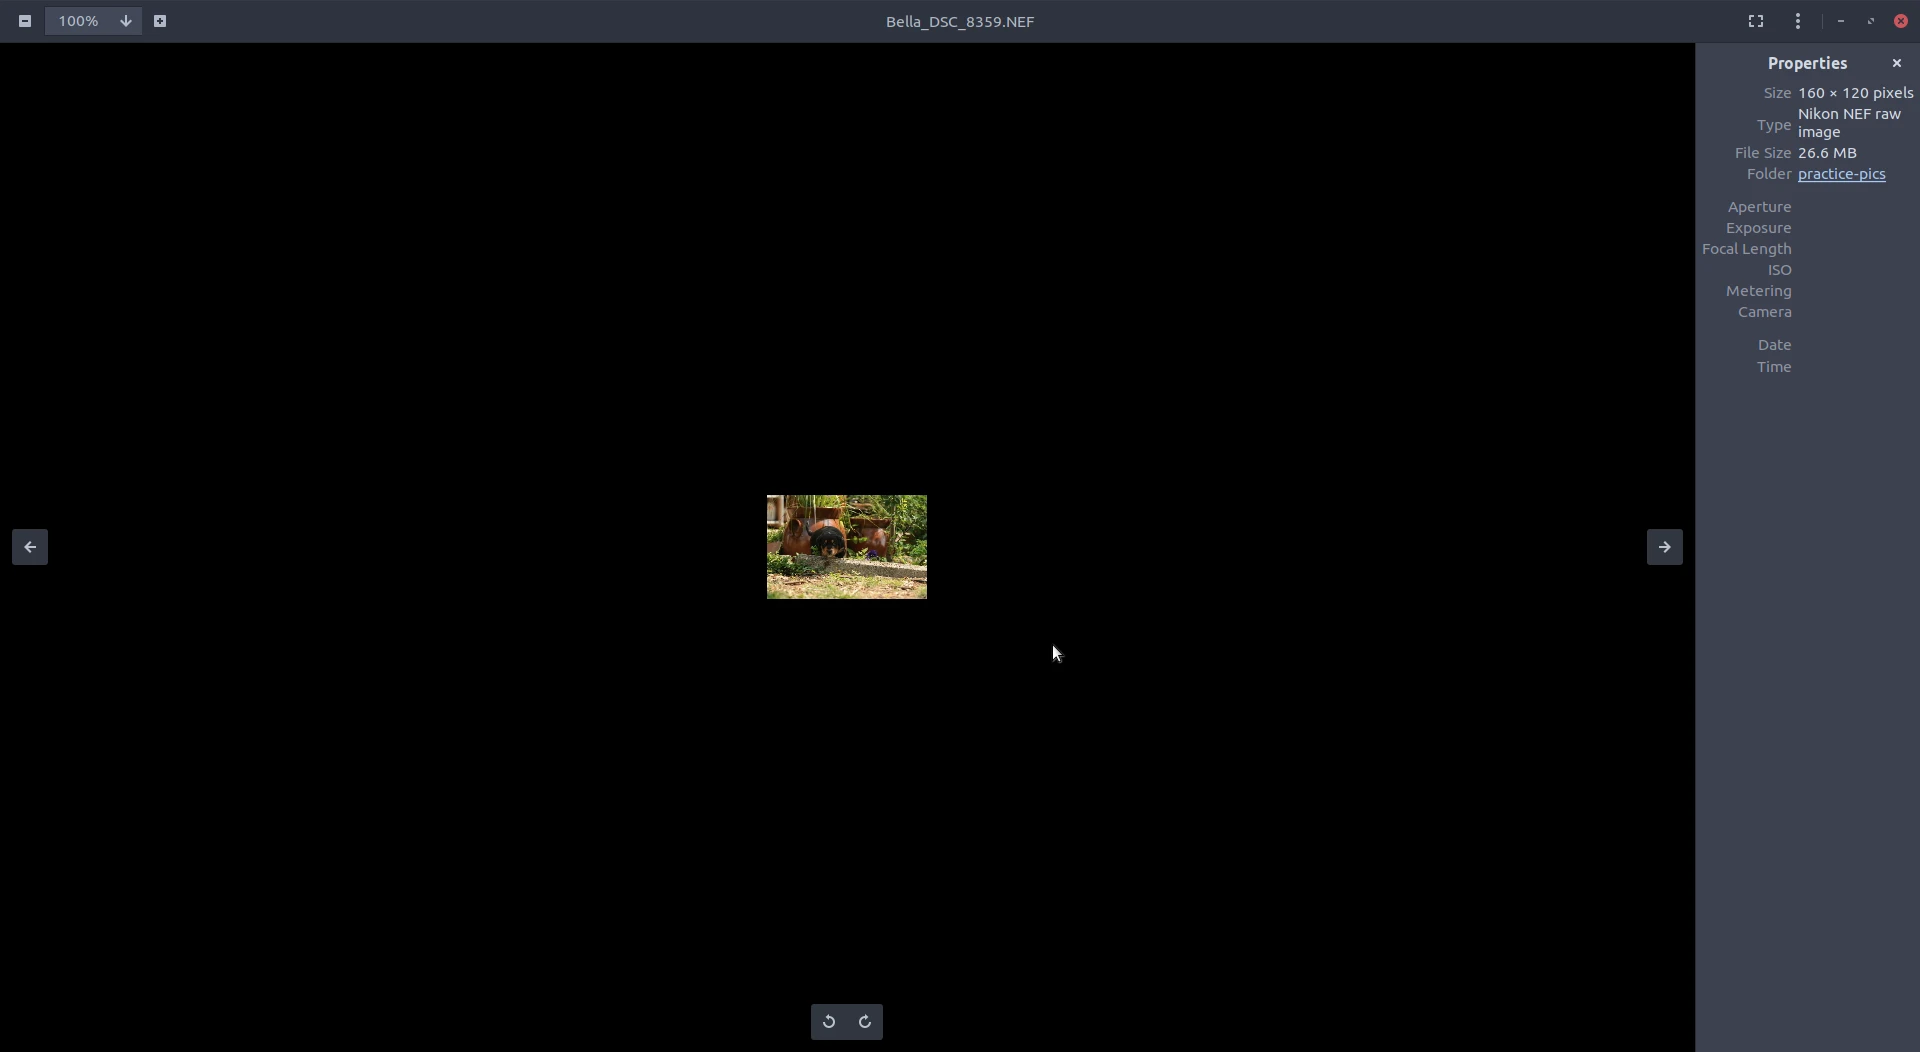 100%
Bella_DSC_8359.NEF
Properties
Size 160 × 120 pixels
Type Nikon NEF raw
image
File Size 26.6 MB
Folder practice-pics
Aperture
Exposure
Focal Length
ISO
Metering
Camera
Date
Time